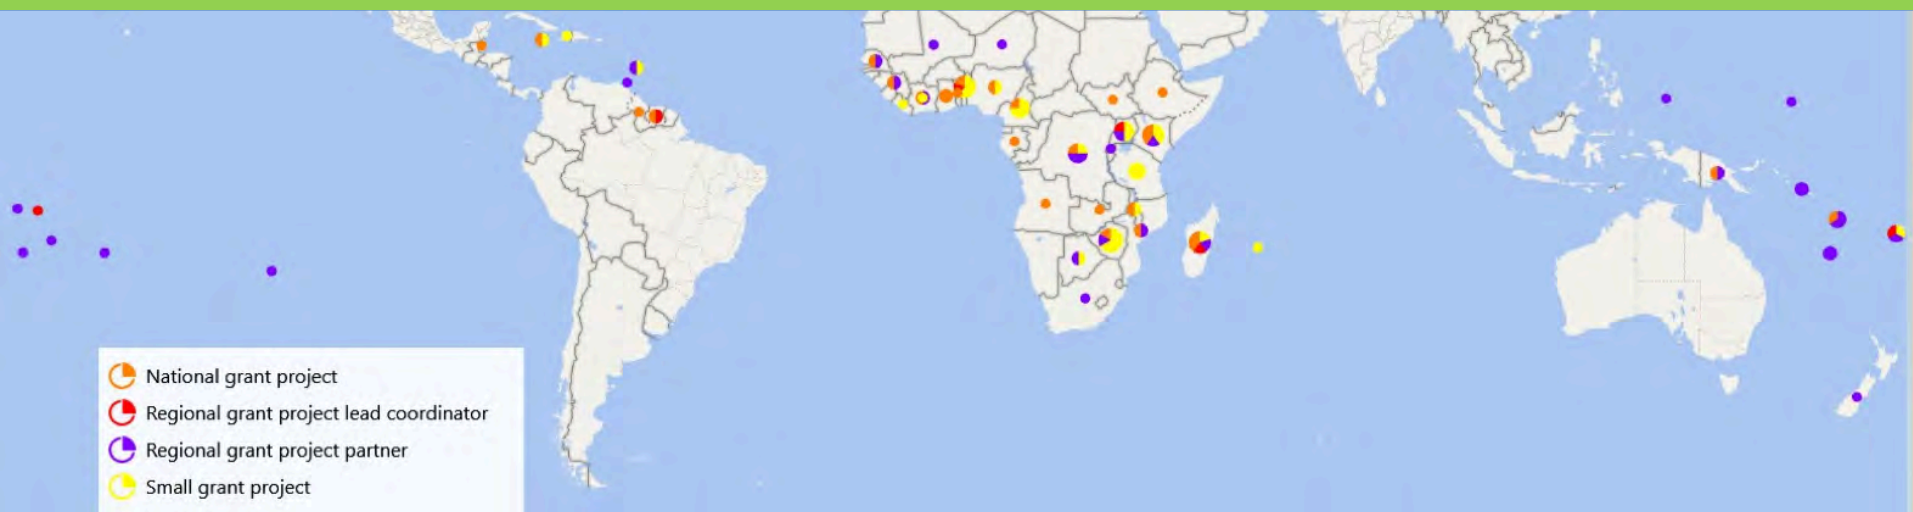 National grant project
Regional grant project lead coordinator
Regional grant project partner
Small grant project